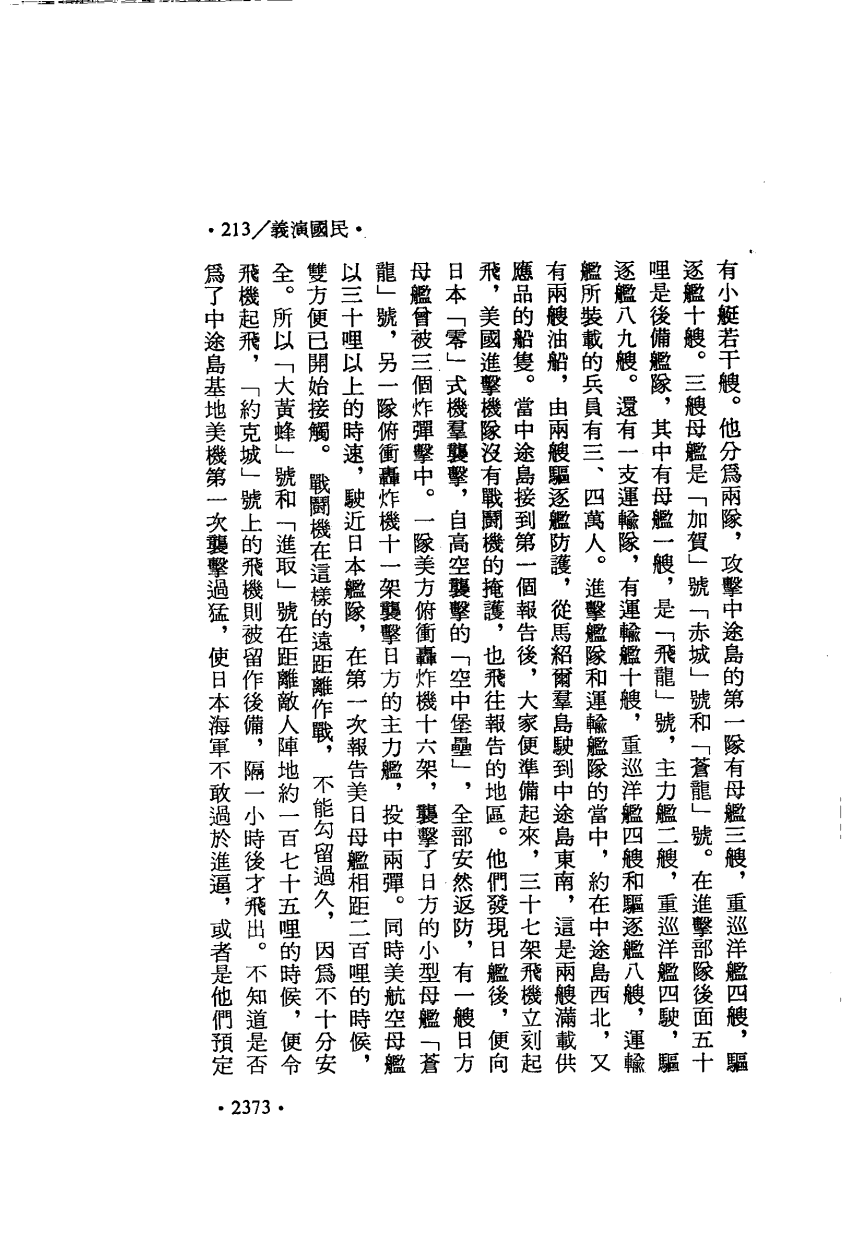 •213/義演國民•
有小艇若干艘。他分爲兩隊，攻擊中途島的第一隊有母艦三艘，重巡洋艦四艘，驅
逐艦十艘。三艘母艦是「加賀」號「赤城」號和「蒼龍」號。在進擊部隊後面五十
哩是後備艦隊，其中有母艦一艘，是「飛龍」號，主力艦二艘，重巡洋艦四駛，驅
逐艦八九艘。還有一支運輸隊，有運輸艦十艘，重巡洋艦四艘和驅逐艦八艘，運輸
艦所裝載的兵員有三、四萬人。進擊艦隊和運輸艦隊的當中，約在中途島西北，又
有兩艘油船，由兩艘驅逐艦防護，從馬紹爾羣島駛到中途島東南，這是兩艘滿載供
應品的船隻。當中途島接到第一個報告後，大家便準備起來，三十七架飛機立刻起
飛，美國進擊機隊沒有戰鬭機的掩護，也飛往報告的地區。他們發現日艦後，便向
日本「零」式機羣襲擊，自高空襲擊的「空中堡壘」，全部安然返防，有一艘日方
母艦曾被三個炸彈擊中。一隊美方俯衝轟炸機十六架，襲擊了日方的小型母艦「蒼
龍」號，另一隊俯衝轟炸機十一架襲擊日方的主力艦，投中兩彈。同時美航空母艦
以三十哩以上的時速，駛近日本艦隊，在第一次報告美日母艦相距二百哩的時候，
雙方便已開始接觸。戰鬭機在這樣的遠距離作戰，不能勾留過久，因爲不十分安
全。所以「大黃蜂」號和「進取」號在距離敵人陣地約一百七十五哩的時候，便令
飛機起飛，「約克城」號上的飛機則被留作後備，隔一小時後才飛出。不知道是否
爲了中途島基地美機第一次襲擊過猛，使日本海軍不敢過於進逼，或者是他們預定
•2373•